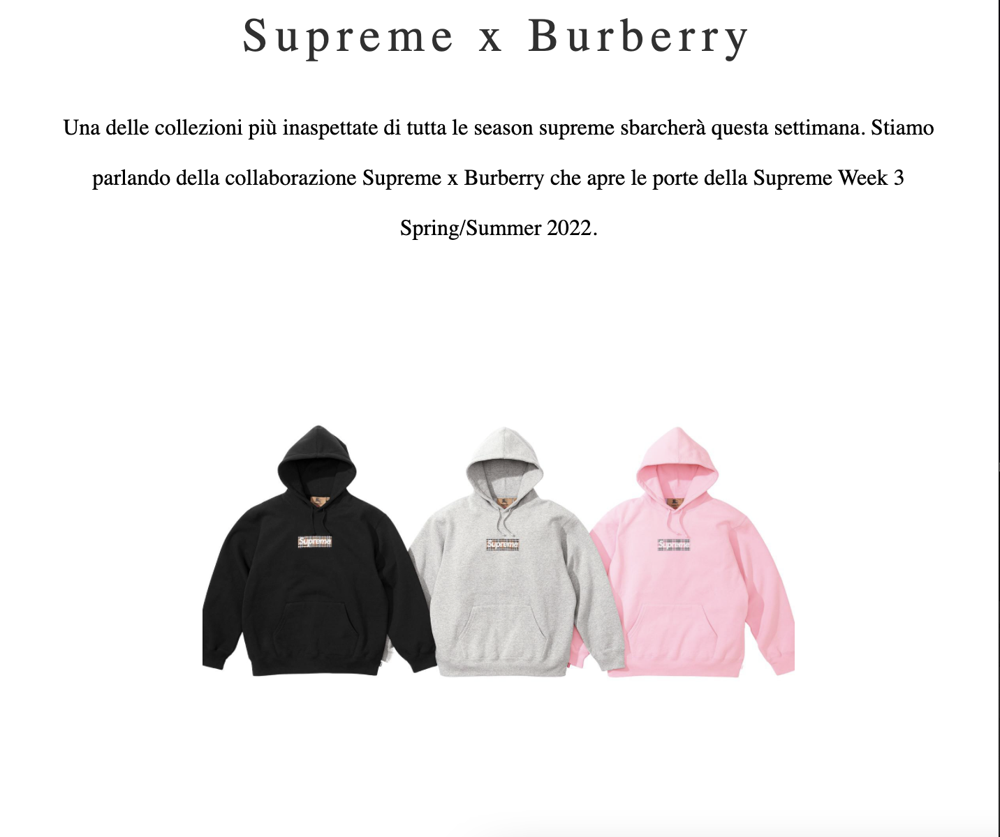 Supreme x Burberry
Una delle collezioni più inaspettate di tutta le season supreme sbarcherà questa settimana. Stiamo
parlando della collaborazione Supreme x Burberry che apre le porte della Supreme Week 3
Spring/Summer 2022.
Supreme
Supreme
Supreme